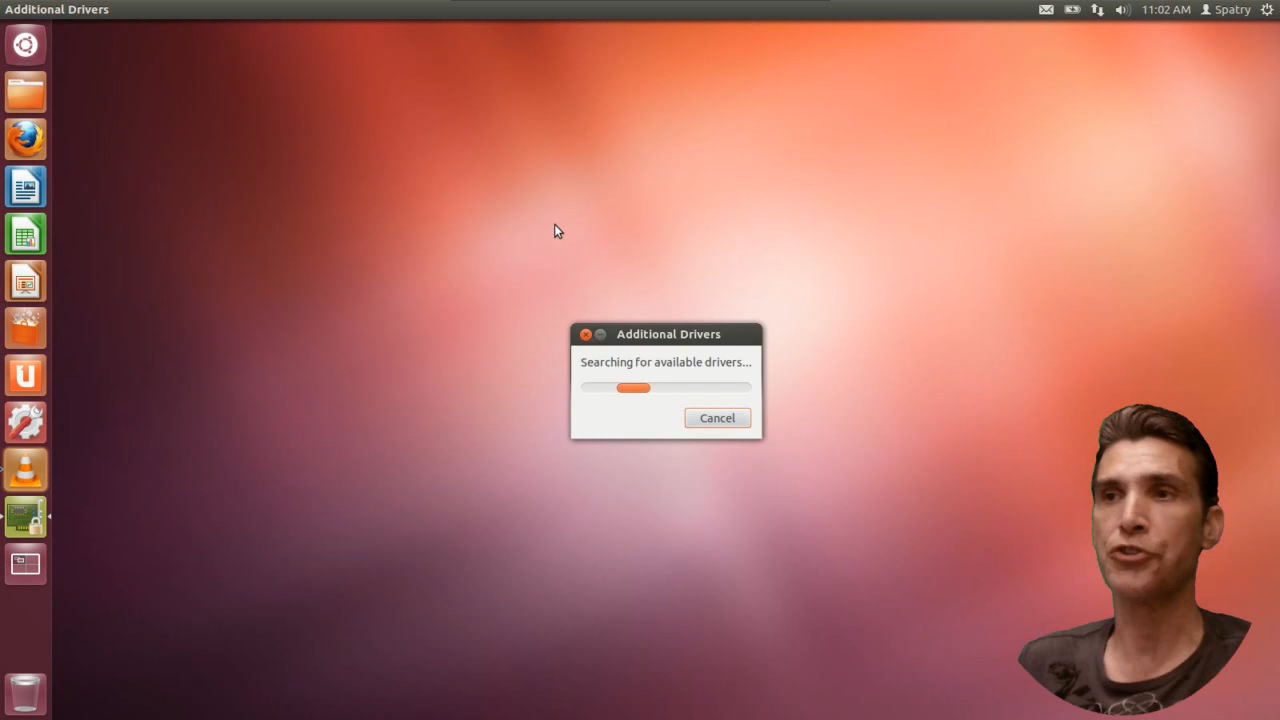 Additional Drivers
11:02 AM Spatry
Additional Drivers
Searching for available drivers...
Cancel